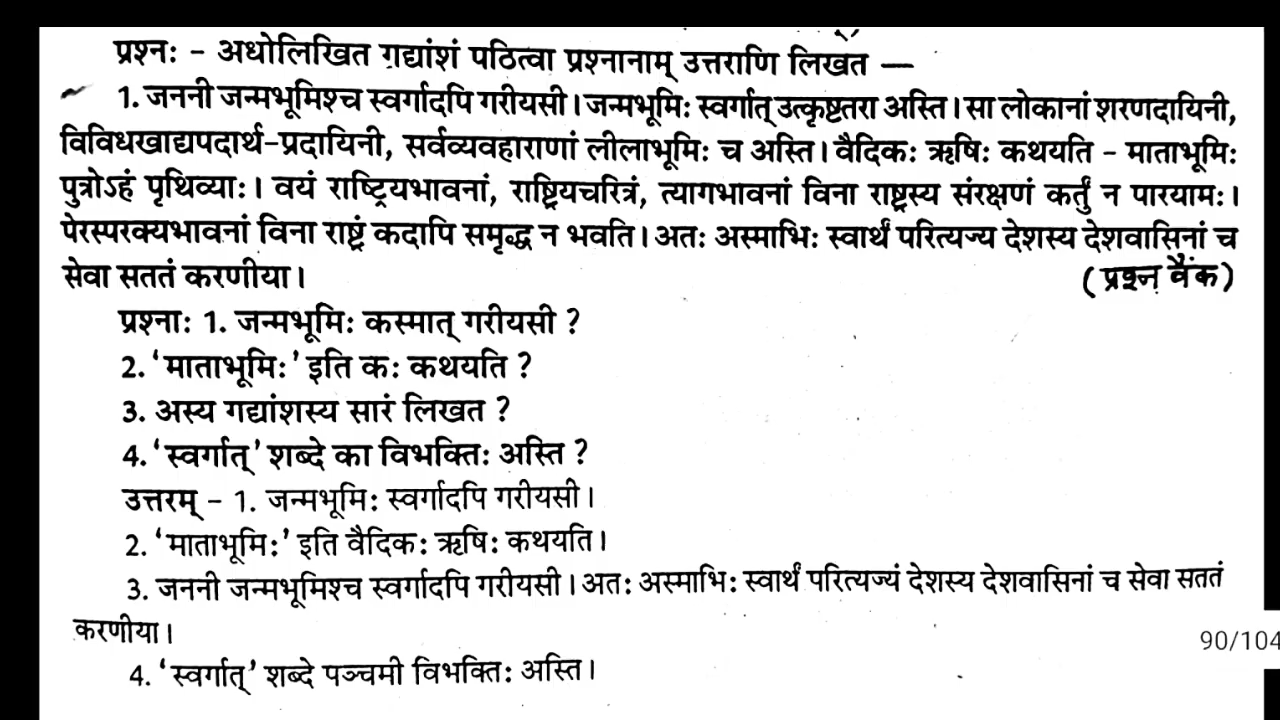 प्रश्न: - अधोलिखित गद्यांशं पठित्वा प्रश्नानाम् उत्तराणि लिखत —
1. जननी जन्मभूमिश्च स्वर्गादपि गरीयसी। जन्मभूमिः स्वर्गात् उत्कृष्टतरा अस्ति। सा लोकानां शरणदायिनी,
विविधखाद्यपदार्थ-प्रदायिनी, सर्वव्यवहाराणां लीलाभूमिः च अस्ति। वैदिकः ऋषिः कथयति - माताभूमिः
पुत्रोऽहं पृथिव्याः। वयं राष्ट्रियभावनां, राष्ट्रियचरित्रं, त्यागभावनां विना राष्ट्रस्य संरक्षणं कर्तुं न पारयामः।
पेरस्परक्यभावनां विना राष्ट्रं कदापि समृद्ध न भवति। अतः अस्माभिः स्वार्थं परित्यज्य देशस्य देशवासिनां च
सेवा सततं करणीया। (प्रश्न वैंक)
प्रश्नाः 1. जन्मभूमिः कस्मात् गरीयसी ?
2. 'माताभूमिः' इति कः कथयति ?
3. अस्य गद्यांशस्य सारं लिखत ?
4. 'स्वर्गात्' शब्दे का विभक्तिः अस्ति ?
उत्तरम् - 1. जन्मभूमिः स्वर्गादपि गरीयसी।
2. 'माताभूमिः' इति वैदिकः ऋषिः कथयति।
3. जननी जन्मभूमिश्च स्वर्गादपि गरीयसी। अतः अस्माभिः स्वार्थं परित्यज्यं देशस्य देशवासिनां च सेवा सततं
करणीया।
90/104
4. 'स्वर्गात्' शब्दे पञ्चमी विभक्तिः अस्ति।